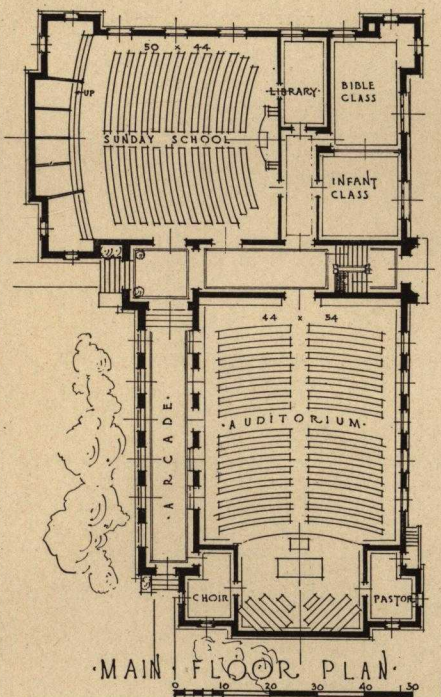 50 x 44
UP
LIBRARY
BIBLE
CLASS
SUNDAY SCHOOL
INFANT
CLASS
44 x 54
·AUDITORIUM·
·ARCADE·
CHOIR
PASTOR
·MAIN·FLOOR PLAN·
0 10 20 30 40 50